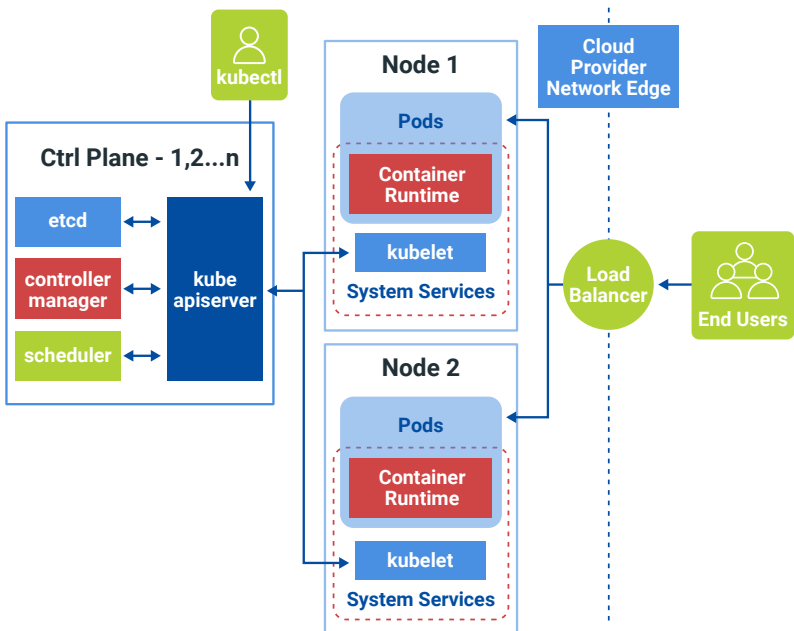 kubectl
Ctrl Plane - 1,2...n
etcd
controller
manager
scheduler
kube
apiserver
Node 1
Pods
Container
Runtime
kubelet
System Services
Node 2
Pods
Container
Runtime
kubelet
System Services
Cloud
Provider
Network Edge
Load
Balancer
End Users